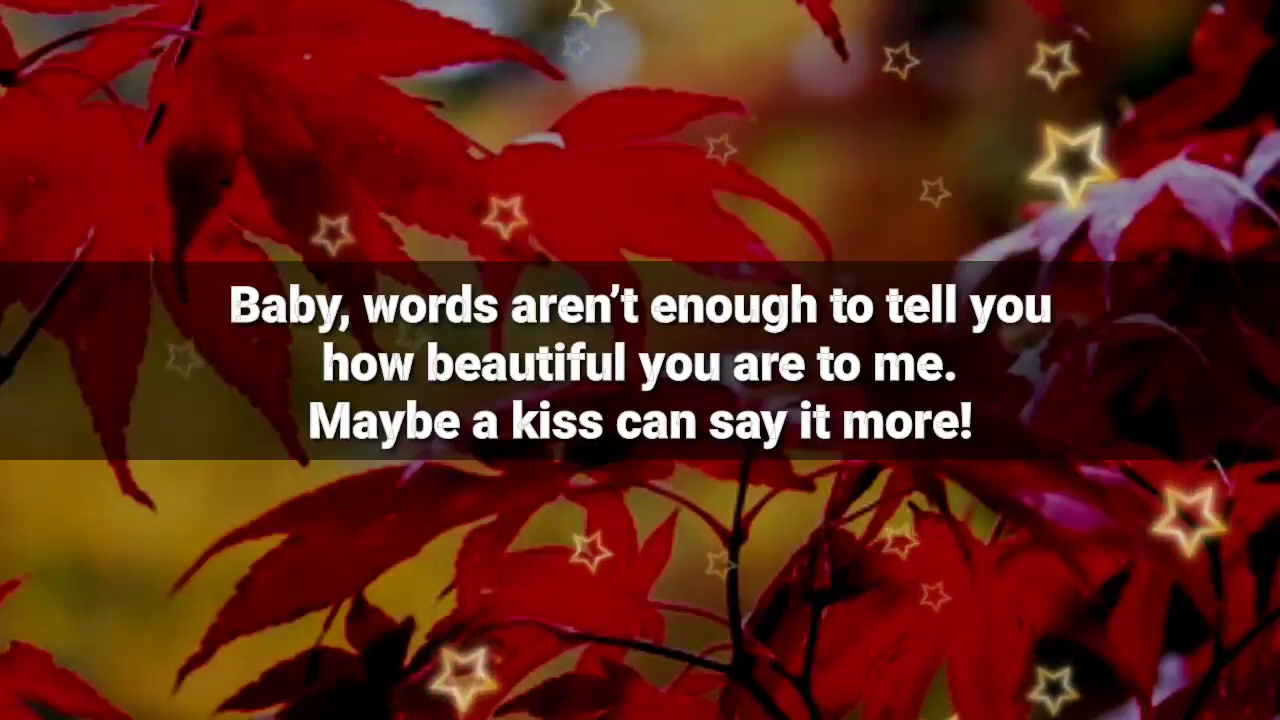 Baby, words aren’t enough to tell you
how beautiful you are to me.
Maybe a kiss can say it more!